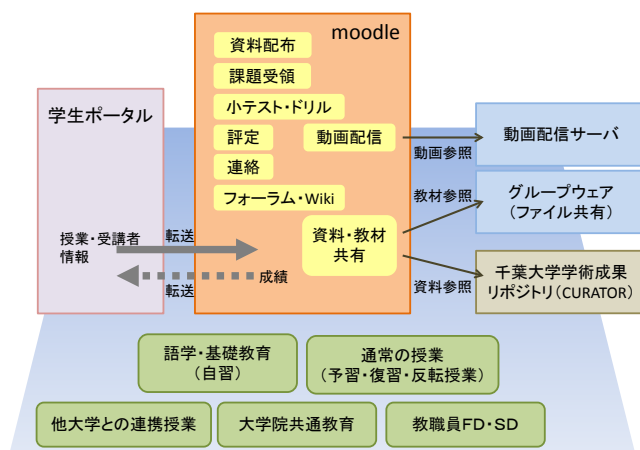 moodle
資料配布
課題受領
小テスト・ドリル
評定
動画配信
連絡
フォーラム・Wiki
資料・教材
共有
学生ポータル
授業・受講者
情報
転送
成績
転送
動画参照
教材参照
資料参照
動画配信サーバ
グループウェア
(ファイル共有)
千葉大学学術成果
リポジトリ(CURATOR)
語学・基礎教育
(自習)
通常の授業
(予習・復習・反転授業)
他大学との連携授業
大学院共通教育
教職員FD・SD